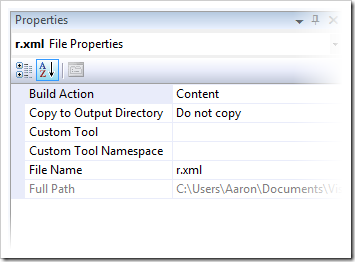 Properties
r.xml File Properties
Build Action Content
Copy to Output Directory Do not copy
Custom Tool
Custom Tool Namespace
File Name r.xml
Full Path C:\Users\Aaron\Documents\